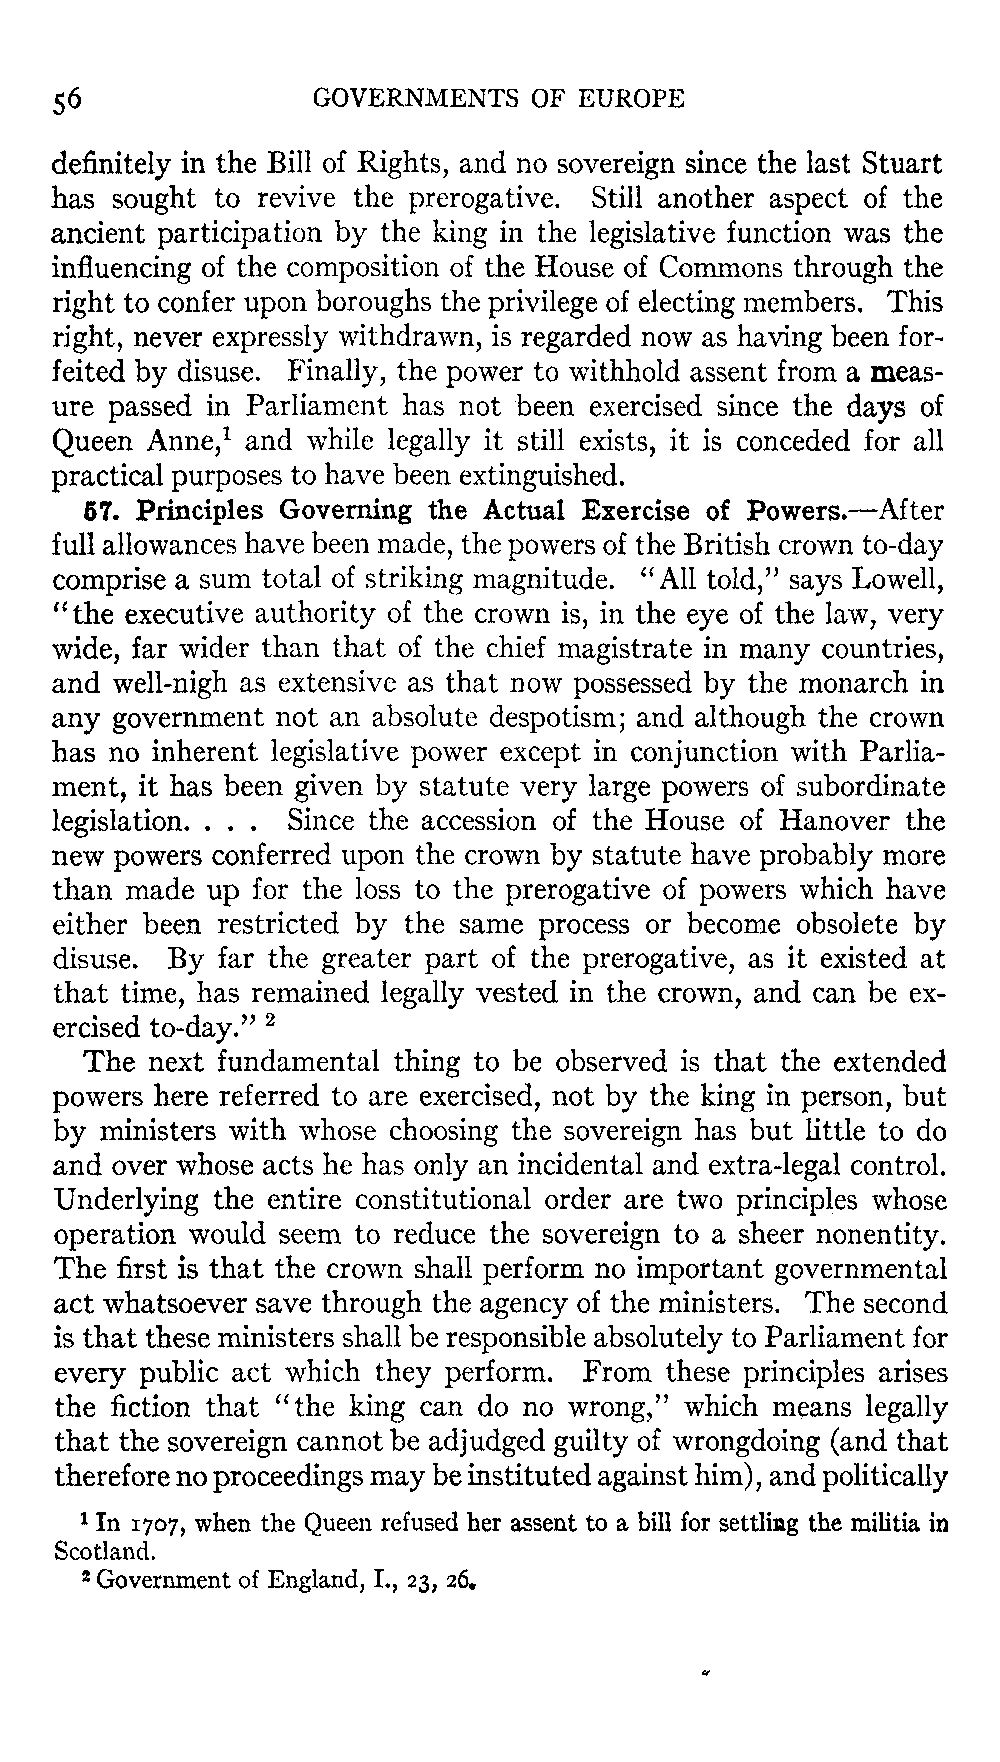 56 GOVERNMENTS OF EUROPE
definitely in the Bill of Rights, and no sovereign since the last Stuart
has sought to revive the prerogative. Still another aspect of the
ancient participation by the king in the legislative function was the
influencing of the composition of the House of Commons through the
right to confer upon boroughs the privilege of electing members. This
right, never expressly withdrawn, is regarded now as having been for-
feited by disuse. Finally, the power to withhold assent from a meas-
ure passed in Parliament has not been exercised since the days of
Queen Anne,¹ and while legally it still exists, it is conceded for all
practical purposes to have been extinguished.
57. Principles Governing the Actual Exercise of Powers.—After
full allowances have been made, the powers of the British crown to-day
comprise a sum total of striking magnitude. "All told," says Lowell,
"the executive authority of the crown is, in the eye of the law, very
wide, far wider than that of the chief magistrate in many countries,
and well-nigh as extensive as that now possessed by the monarch in
any government not an absolute despotism; and although the crown
has no inherent legislative power except in conjunction with Parlia-
ment, it has been given by statute very large powers of subordinate
legislation. . . . Since the accession of the House of Hanover the
new powers conferred upon the crown by statute have probably more
than made up for the loss to the prerogative of powers which have
either been restricted by the same process or become obsolete by
disuse. By far the greater part of the prerogative, as it existed at
that time, has remained legally vested in the crown, and can be ex-
ercised to-day." ²
The next fundamental thing to be observed is that the extended
powers here referred to are exercised, not by the king in person, but
by ministers with whose choosing the sovereign has but little to do
and over whose acts he has only an incidental and extra-legal control.
Underlying the entire constitutional order are two principles whose
operation would seem to reduce the sovereign to a sheer nonentity.
The first is that the crown shall perform no important governmental
act whatsoever save through the agency of the ministers. The second
is that these ministers shall be responsible absolutely to Parliament for
every public act which they perform. From these principles arises
the fiction that "the king can do no wrong," which means legally
that the sovereign cannot be adjudged guilty of wrongdoing (and that
therefore no proceedings may be instituted against him), and politically
¹ In 1707, when the Queen refused her assent to a bill for settling the militia in
Scotland.
² Government of England, I., 23, 26.